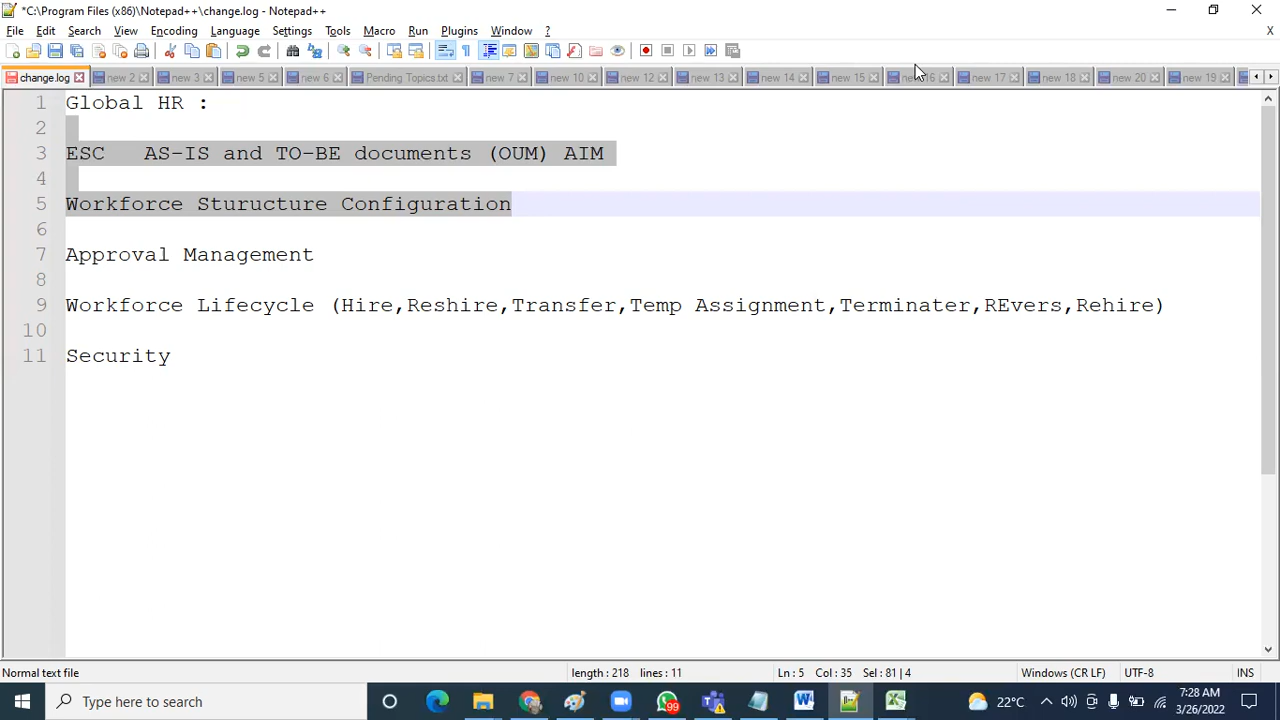 *C:\Program Files (x86)\Notepad++\change.log - Notepad++
File Edit Search View Encoding Language Settings Tools Macro Run Plugins Window ? X
change.log new 2 new 3 new 5 new 6 Pending Topics. new 7 new 10 new 12 new 13 new 14 new 15 new 17 new 18 new 20 new 19
1 Global HR :
2
3 ESC AS-IS and TO-BE documents (OUM) AIM
4
5 Workforce Sturucture Configuration
6
7 Approval Management
8
9 Workforce Lifecycle (Hire,Reshire,Transfer,Temp Assignment,Terminater,REvers,Rehire)
10
11 Security
Normal text file length : 218 lines : 11 Ln : 5 Col : 35 Sel : 81 | 4 Windows (CR LF) UTF-8 INS
Type here to search 99 22°C 7:28 AM
3/26/2022